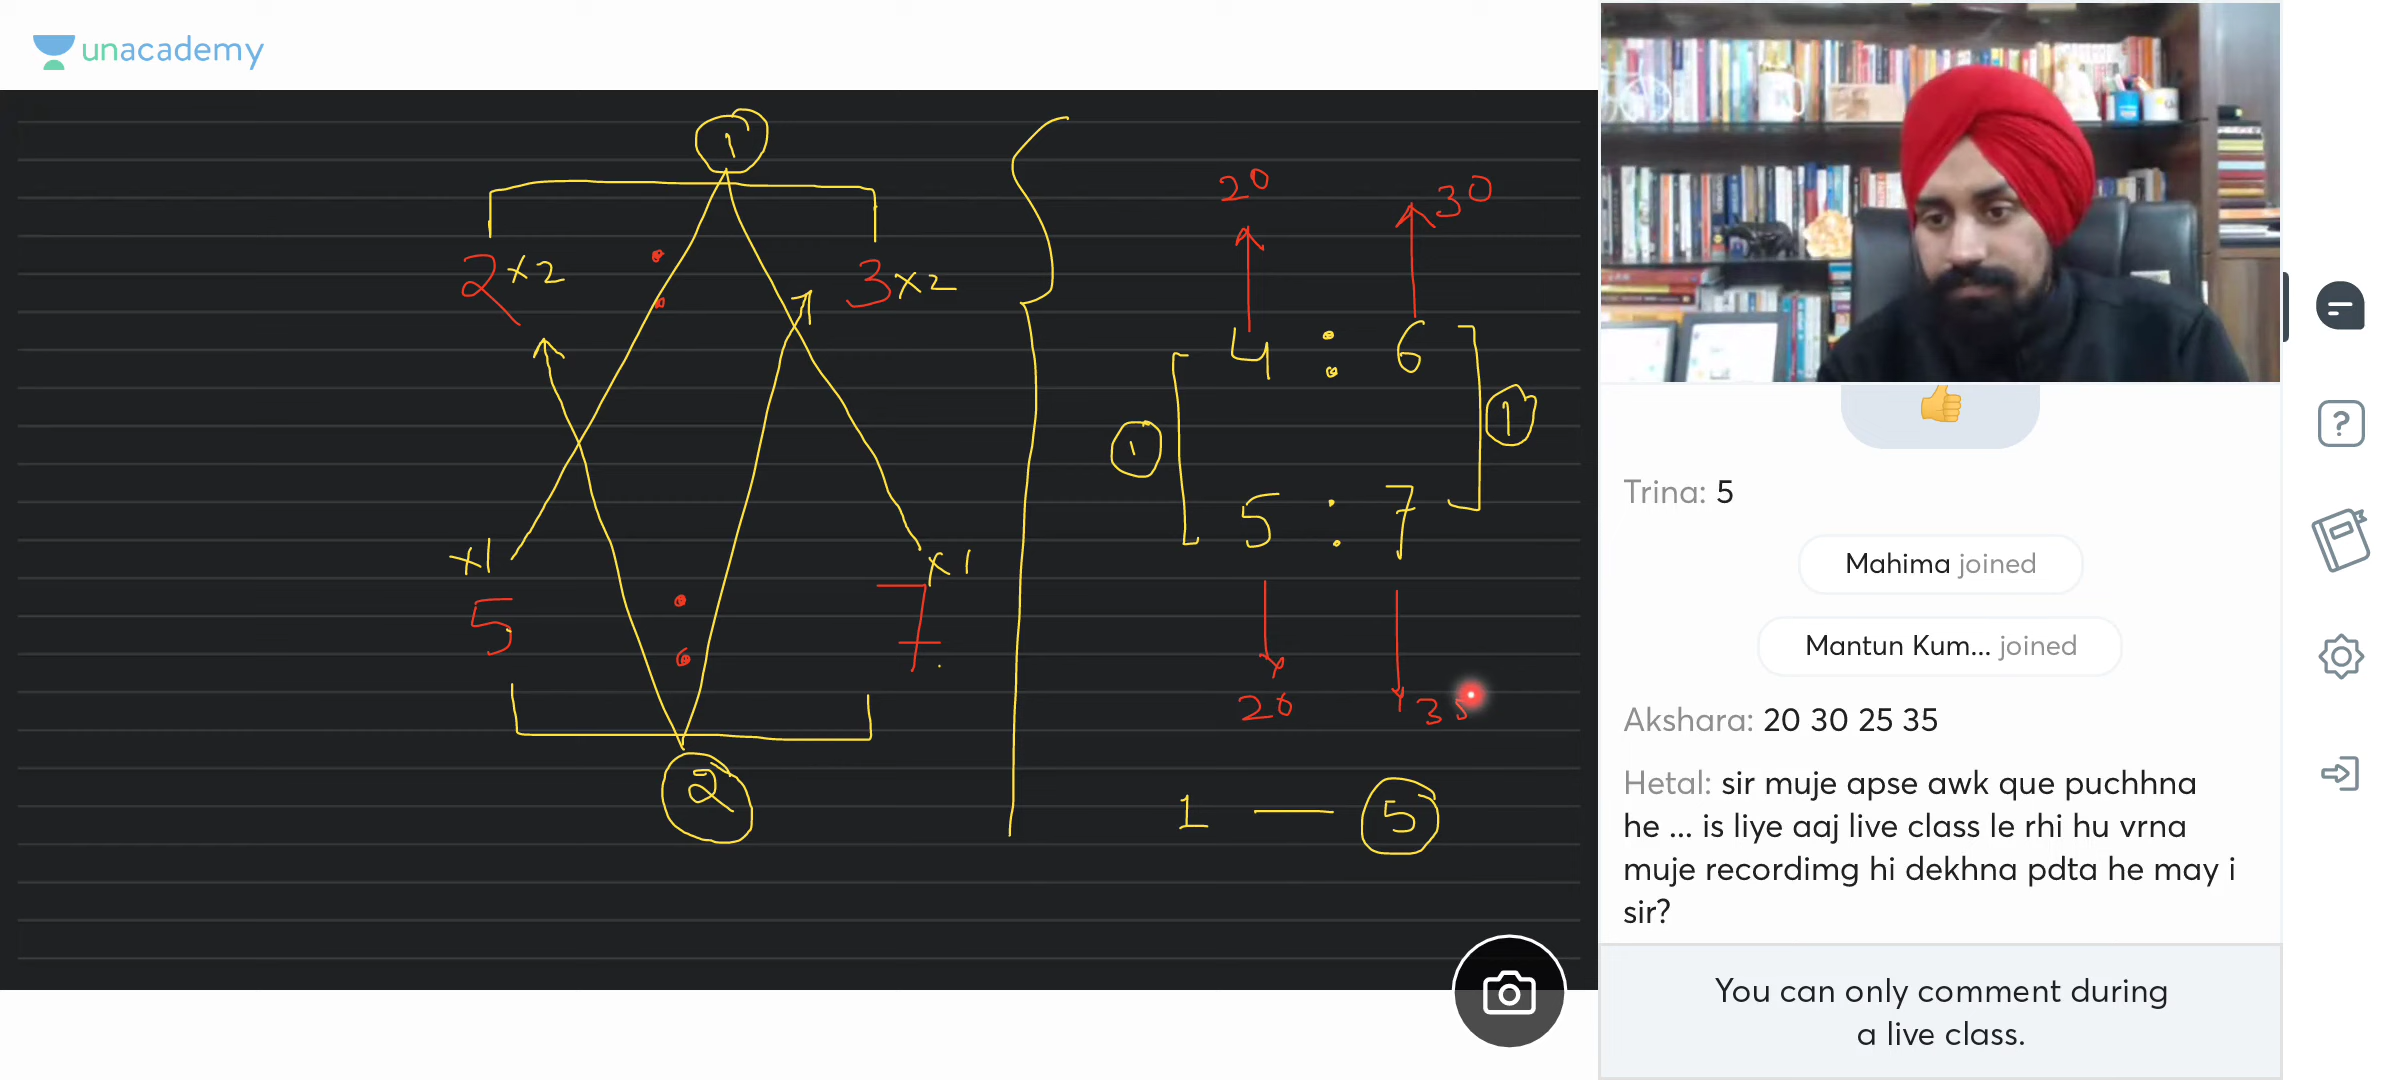 unacademy
1
2 ×2 : 3 ×2
×1 ×1
5 : 7
2
20 30
4 : 6
1 1
5 : 7
20 35
1 — 5
Trina: 5
Mahima joined
Mantun Kum... joined
Akshara: 20 30 25 35
Hetal: sir muje apse awk que puchhna
he ... is liye aaj live class le rhi hu vrna
muje recordimg hi dekhna pdta he may i
sir?
You can only comment during
a live class.
?